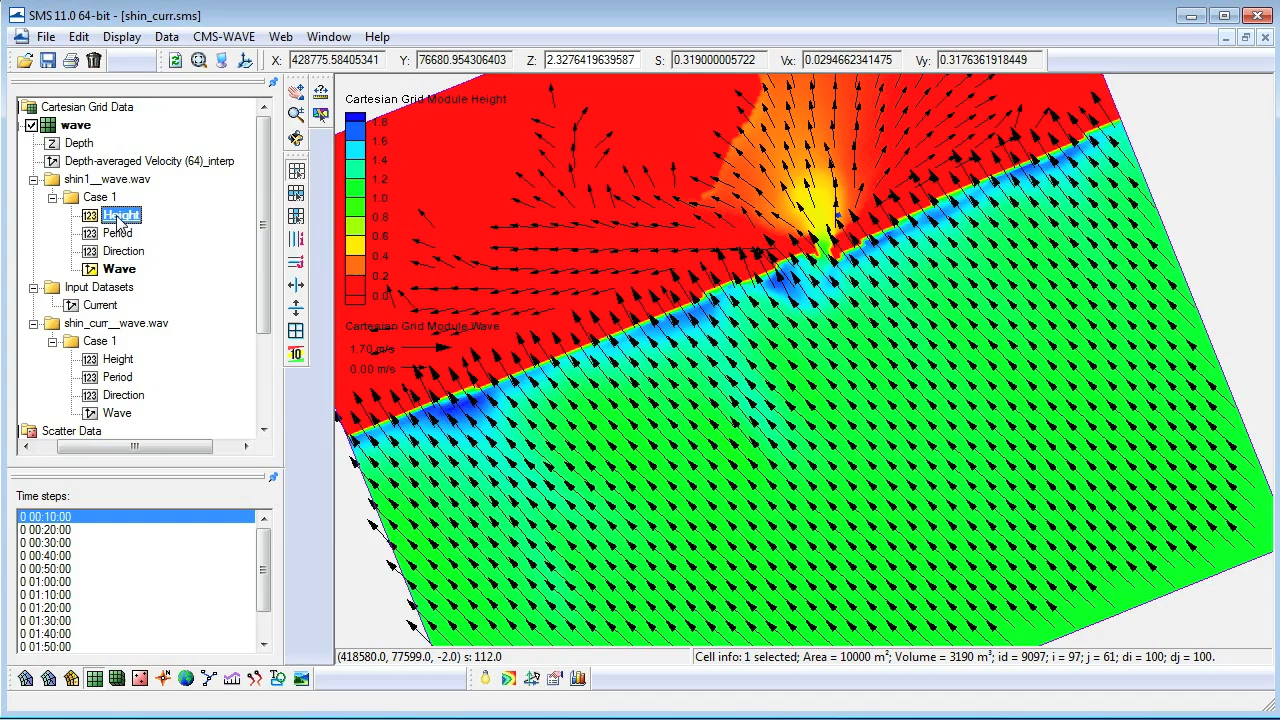 SMS 11.0 64-bit - [shin_curr.sms]
File Edit Display Data CMS-WAVE Web Window Help
X: 428775.58405341 Y: Z: 2.3276419639587 S: Vx: Vy: 0.3176361918449
Cartesian Grid Data
wave
Depth
Depth-averaged Velocity (64)_interp
shin1__wave.wav
Case 1
Height
Period
Direction
Wave
Input Datasets
Current
shin_curr__wave.wav
Case 1
Height
Period
Direction
Wave
Scatter Data
Time steps:
0 00:10:00
0 00:20:00
0 00:30:00
0 00:40:00
0 00:50:00
0 01:00:00
0 01:10:00
0 01:20:00
0 01:30:00
0 01:40:00
0 01:50:00
10
Cartesian Grid Module Height
1.8
1.6
1.4
1.2
1.0
0.8
0.6
0.4
0.2
0.0
Cartesian Grid Module Wave
1.70 m/s
0.00 m/s
(418580.0, 77599.0, -2.0) s: 112.0
Cell info: 1 selected; Area = 10000 m²; Volume = 3190 m³; id = 9097; i = 97; j = 61; di = 100; dj = 100.